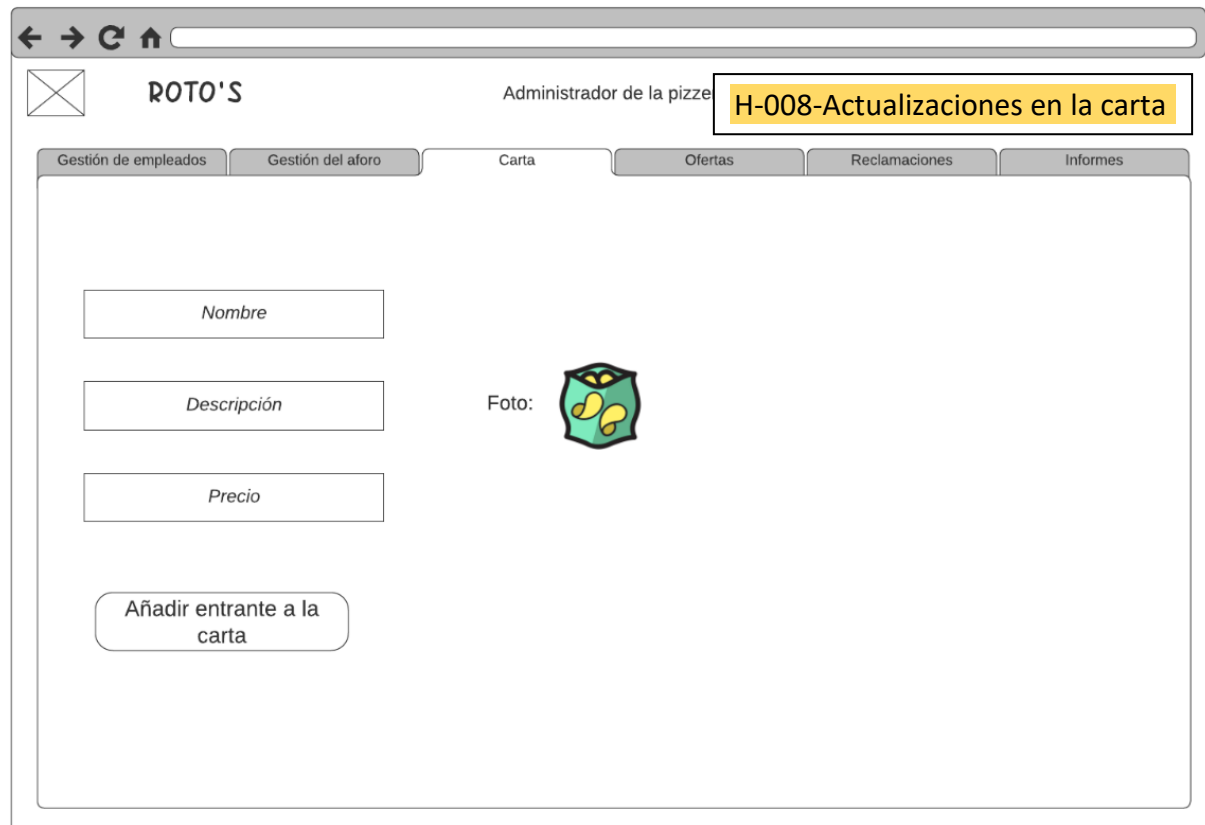 ROTO'S
Administrador de la pizze
H-008-Actualizaciones en la carta
Gestión de empleados
Gestión del aforo
Carta
Ofertas
Reclamaciones
Informes
Nombre
Descripción
Foto:
Precio
Añadir entrante a la
carta